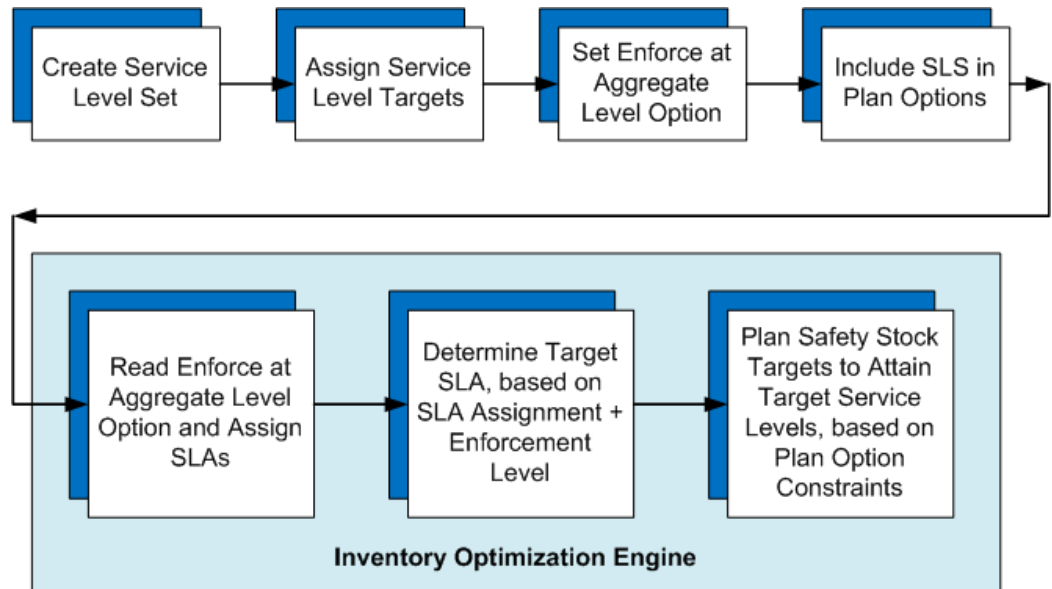 Create Service
Level Set
Assign Service
Level Targets
Set Enforce at
Aggregate
Level Option
Include SLS in
Plan Options
Read Enforce at
Aggregate Level
Option and Assign
SLAs
Determine Target
SLA, based on
SLA Assignment +
Enforcement
Level
Plan Safety Stock
Targets to Attain
Target Service
Levels, based on
Plan Option
Constraints
Inventory Optimization Engine